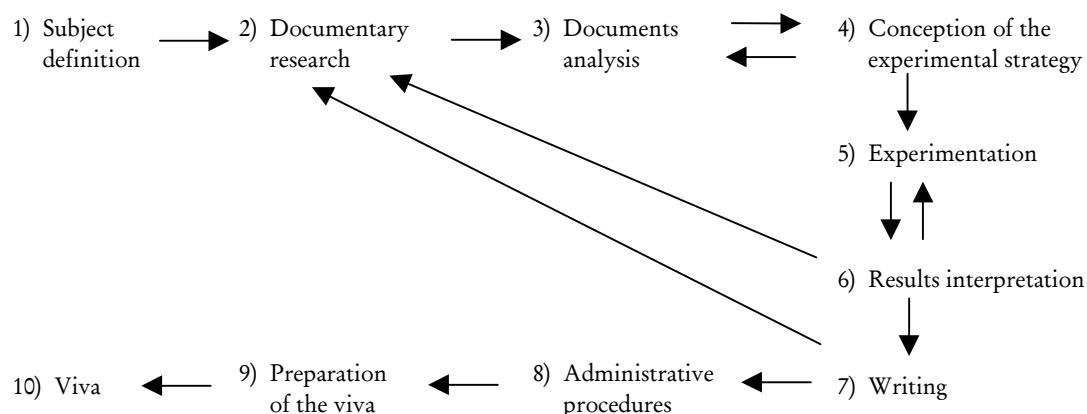 1) Subject
definition
2) Documentary
research
3) Documents
analysis
4) Conception of the
experimental strategy
5) Experimentation
6) Results interpretation
7) Writing
8) Administrative
procedures
9) Preparation
of the viva
10) Viva